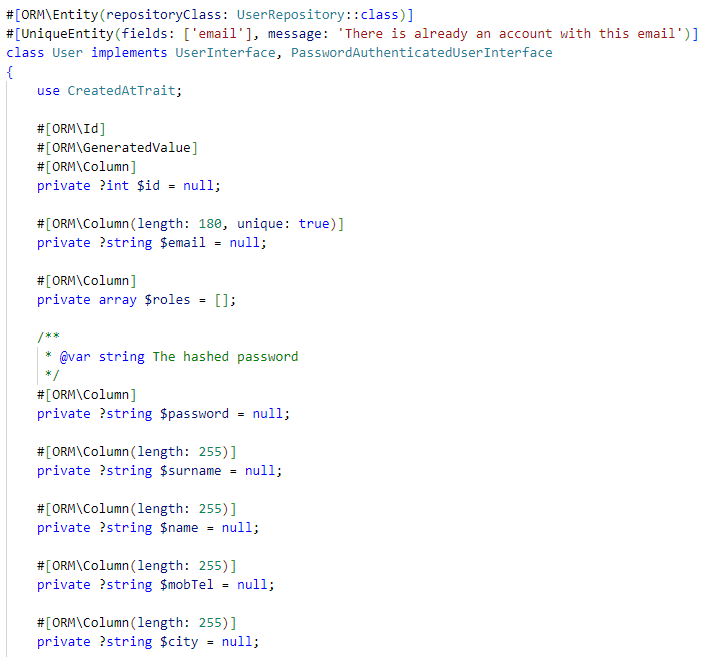 #[ORM\Entity(repositoryClass: UserRepository::class)]
#[UniqueEntity(fields: ['email'], message: 'There is already an account with this email')]
class User implements UserInterface, PasswordAuthenticatedUserInterface
{
    use CreatedAtTrait;

    #[ORM\Id]
    #[ORM\GeneratedValue]
    #[ORM\Column]
    private ?int $id = null;

    #[ORM\Column(length: 180, unique: true)]
    private ?string $email = null;

    #[ORM\Column]
    private array $roles = [];

    /**
     * @var string The hashed password
     */
    #[ORM\Column]
    private ?string $password = null;

    #[ORM\Column(length: 255)]
    private ?string $surname = null;

    #[ORM\Column(length: 255)]
    private ?string $name = null;

    #[ORM\Column(length: 255)]
    private ?string $mobTel = null;

    #[ORM\Column(length: 255)]
    private ?string $city = null;